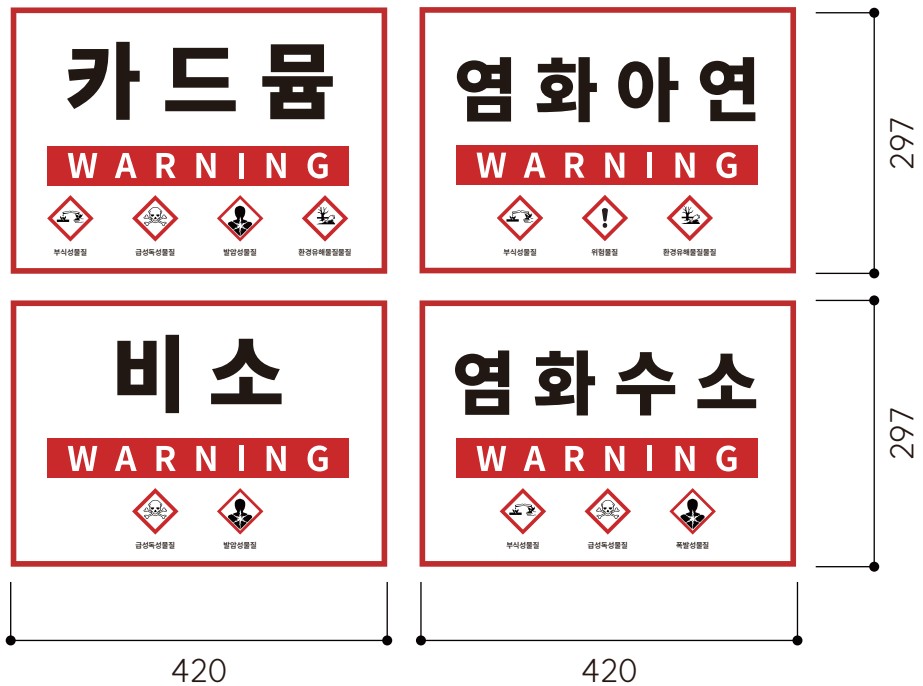 카드뮴
WARNING
부식성물질 급성독성물질 발암성물질 환경유해물질물질
염화아연
WARNING
부식성물질 위험물질 환경유해물질물질
297
비소
WARNING
급성독성물질 발암성물질
염화수소
WARNING
부식성물질 급성독성물질 폭발성물질
297
420
420